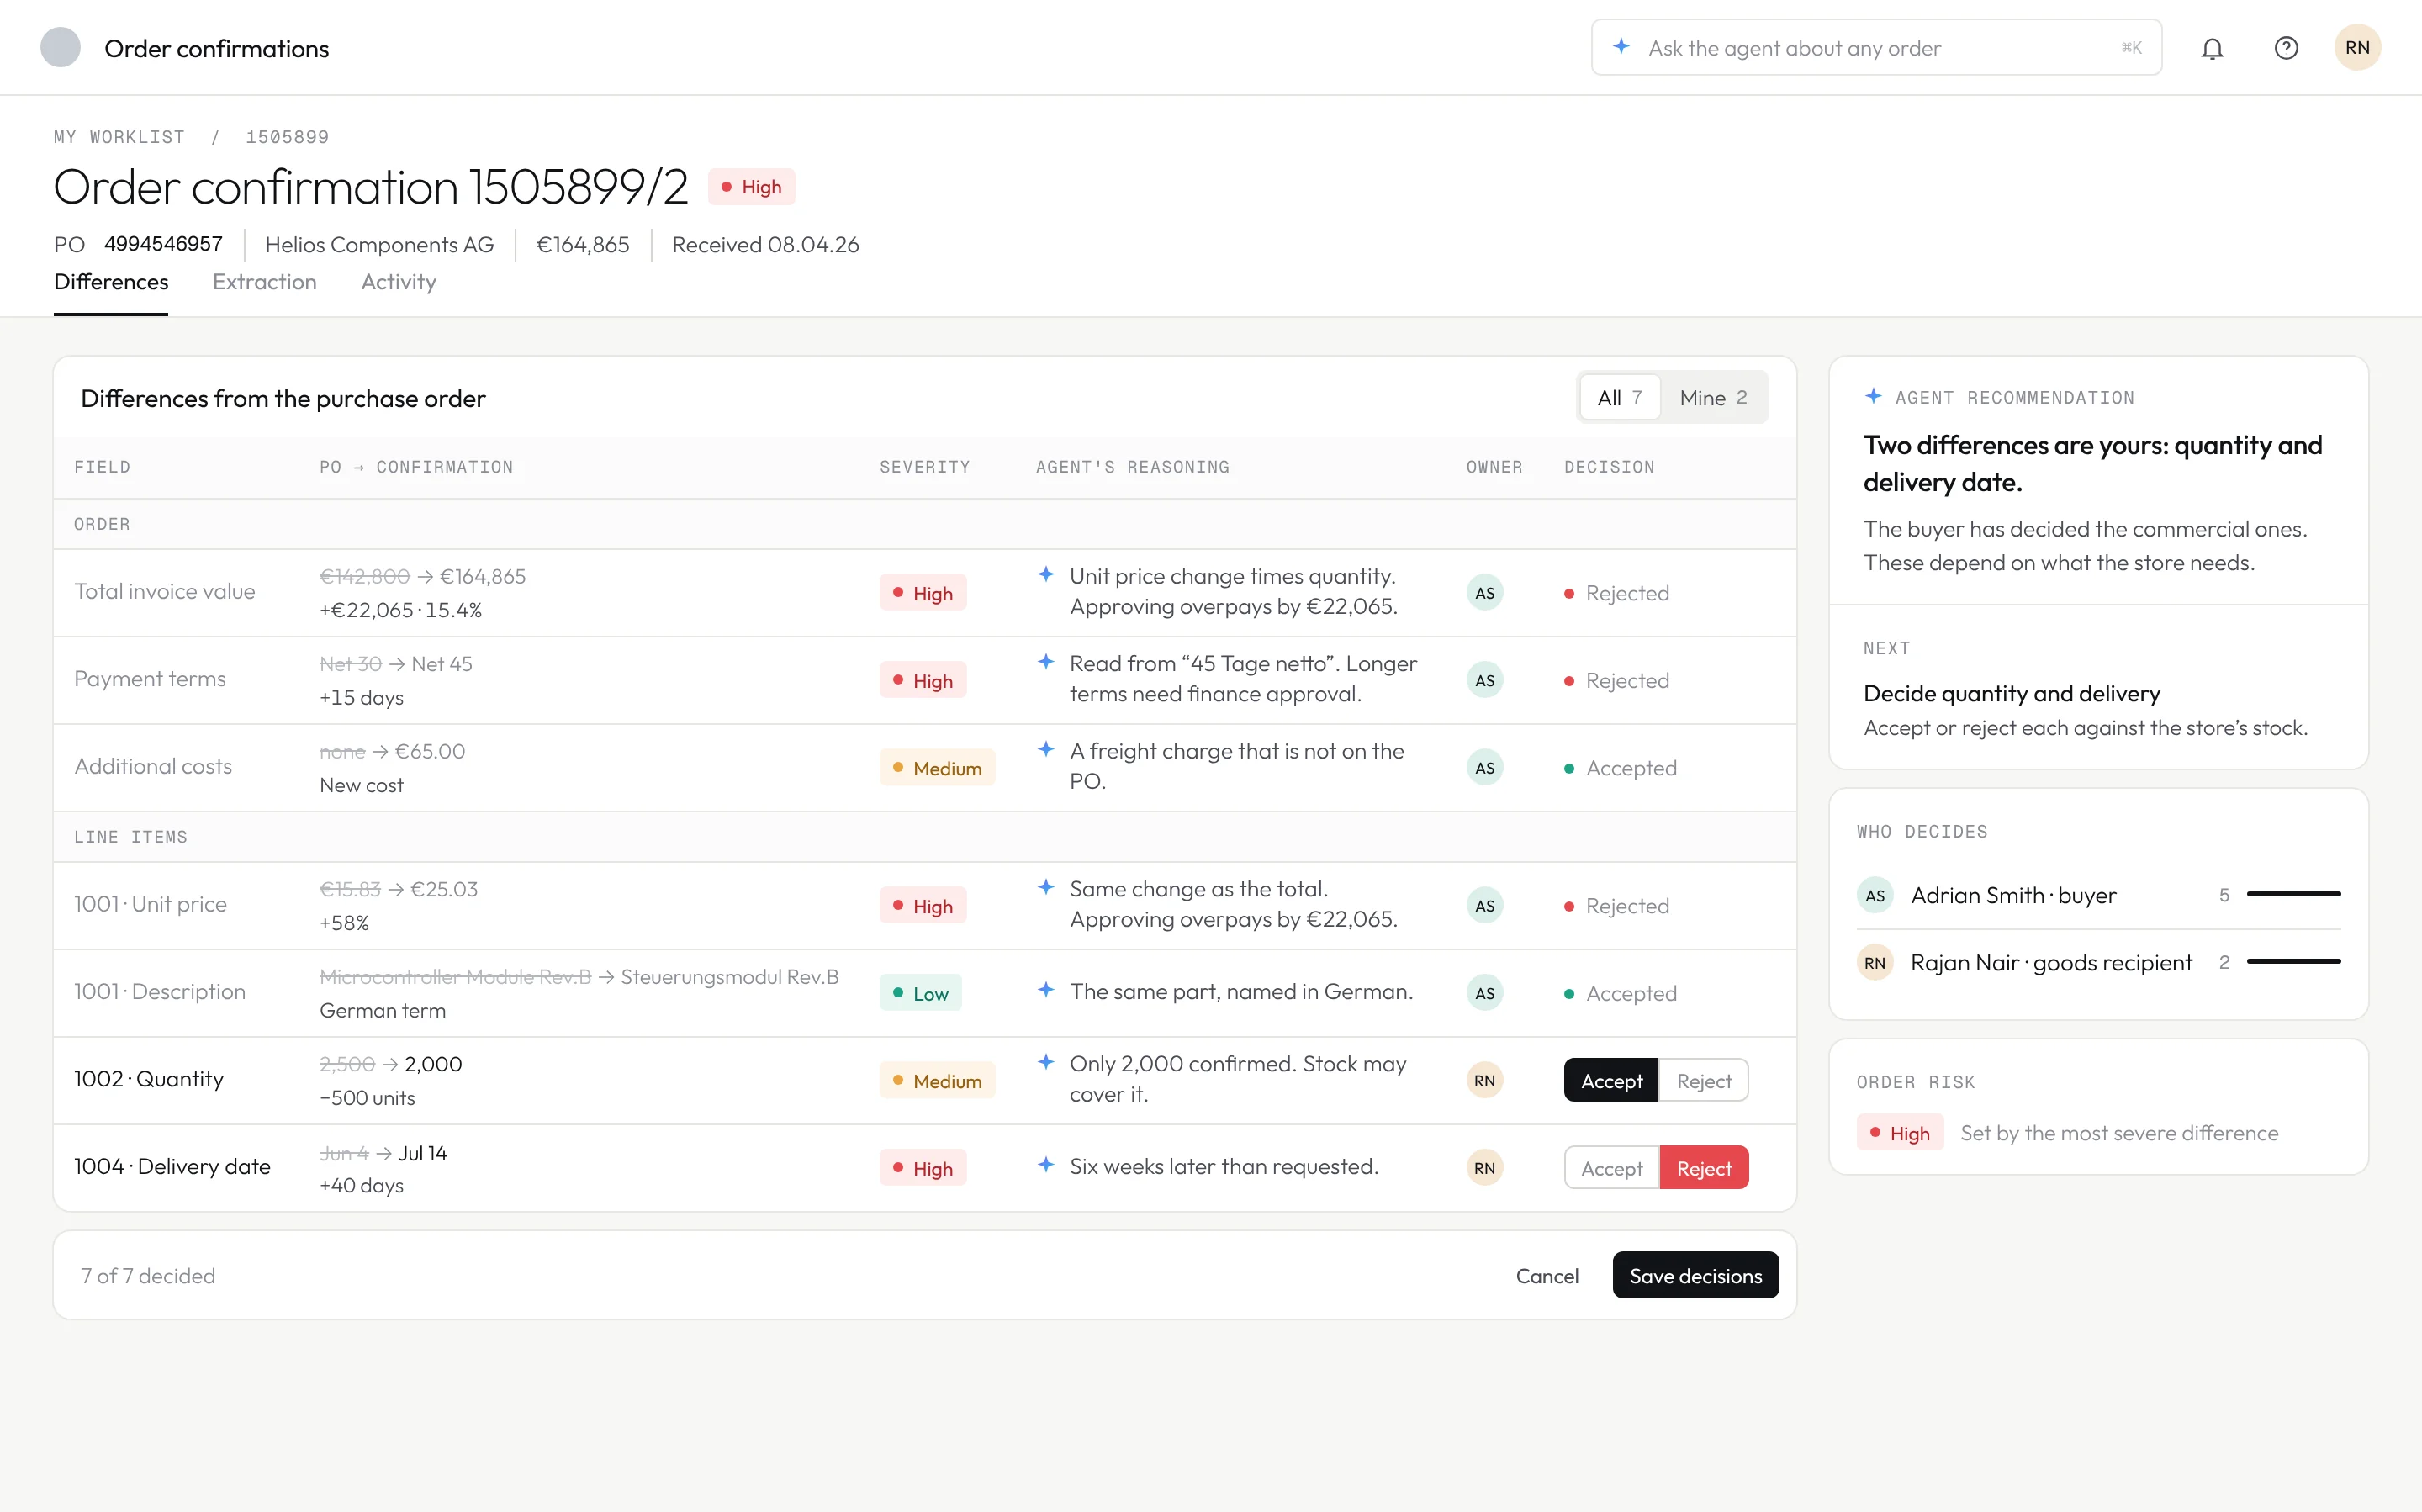 Order confirmations
Ask the agent about any order ⌘K
RN
MY WORKLIST / 1505899
Order confirmation 1505899/2 High
PO 4994546957 Helios Components AG €164,865 Received 08.04.26
Differences Extraction Activity
Differences from the purchase order
All 7 Mine 2
FIELD PO → CONFIRMATION SEVERITY AGENT'S REASONING OWNER DECISION
ORDER
Total invoice value
€142,800 → €164,865
+€22,065 · 15.4%
High
Unit price change times quantity.
Approving overpays by €22,065.
AS
Rejected
Payment terms
Net 30 → Net 45
+15 days
High
Read from “45 Tage netto”. Longer
terms need finance approval.
AS
Rejected
Additional costs
none → €65.00
New cost
Medium
A freight charge that is not on the
PO.
AS
Accepted
LINE ITEMS
1001 · Unit price
€15.83 → €25.03
+58%
High
Same change as the total.
Approving overpays by €22,065.
AS
Rejected
1001 · Description
Microcontroller Module Rev.B → Steuerungsmodul Rev.B
German term
Low
The same part, named in German.
AS
Accepted
1002 · Quantity
2,500 → 2,000
−500 units
Medium
Only 2,000 confirmed. Stock may
cover it.
RN
Accept Reject
1004 · Delivery date
Jun 4 → Jul 14
+40 days
High
Six weeks later than requested.
RN
Accept Reject
7 of 7 decided
Cancel Save decisions
AGENT RECOMMENDATION
Two differences are yours: quantity and
delivery date.
The buyer has decided the commercial ones.
These depend on what the store needs.
NEXT
Decide quantity and delivery
Accept or reject each against the store’s stock.
WHO DECIDES
AS Adrian Smith · buyer 5
RN Rajan Nair · goods recipient 2
ORDER RISK
High Set by the most severe difference